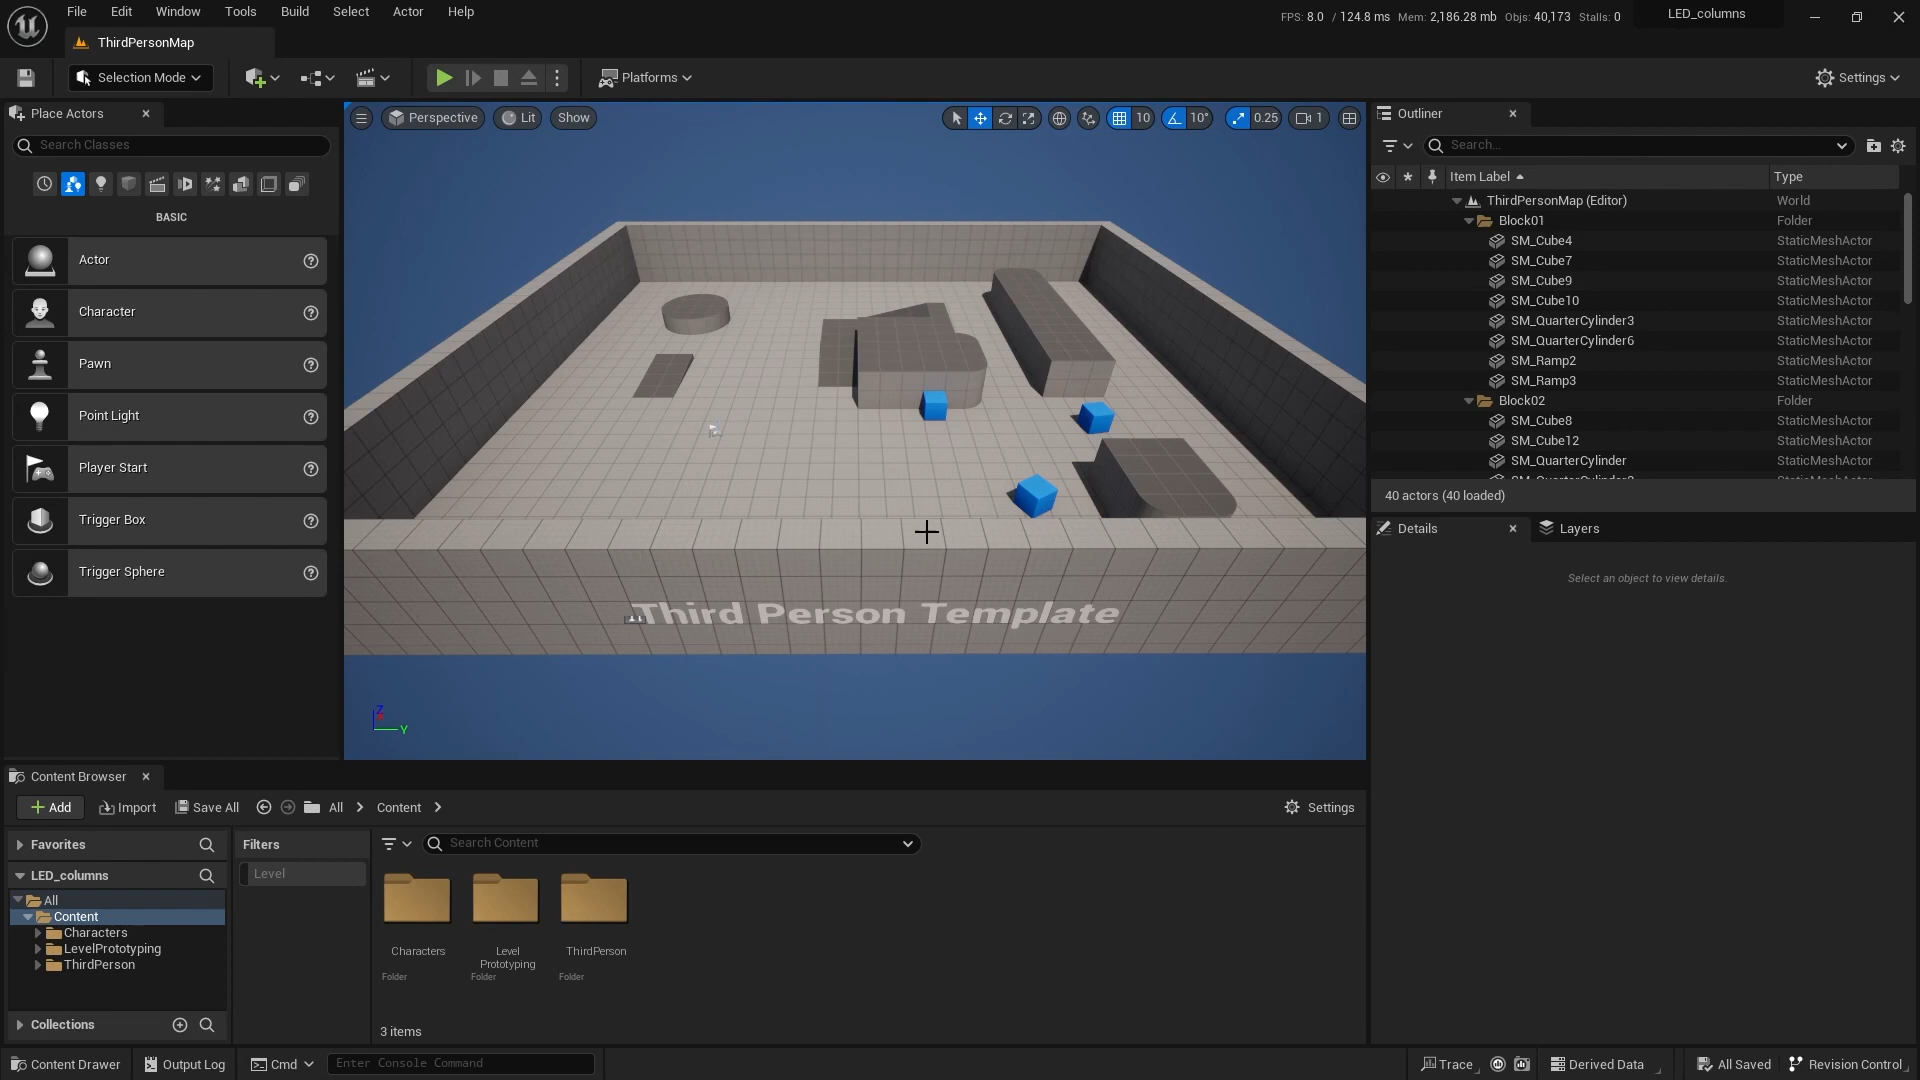 File Edit Window Tools Build Select Actor Help
FPS: 8.0 / 124.8 ms Mem: 2,186.28 mb Objs: 40,173 Stalls: 0
LED_columns
ThirdPersonMap
Selection Mode
Platforms
Settings
Place Actors
Search Classes
BASIC
Actor
Character
Pawn
Point Light
Player Start
Trigger Box
Trigger Sphere
Perspective Lit Show
10 10° 0.25 1
Third Person Template
Z
Y
Outliner
Search...
Item Label Type
ThirdPersonMap (Editor) World
Block01 Folder
SM_Cube4 StaticMeshActor
SM_Cube7 StaticMeshActor
SM_Cube9 StaticMeshActor
SM_Cube10 StaticMeshActor
SM_QuarterCylinder3 StaticMeshActor
SM_QuarterCylinder6 StaticMeshActor
SM_Ramp2 StaticMeshActor
SM_Ramp3 StaticMeshActor
Block02 Folder
SM_Cube8 StaticMeshActor
SM_Cube12 StaticMeshActor
SM_QuarterCylinder StaticMeshActor
40 actors (40 loaded)
Details Layers
Select an object to view details.
Content Browser
Add Import Save All All Content Settings
Favorites
LED_columns
All
Content
Characters
LevelPrototyping
ThirdPerson
Collections
Filters
Level
Search Content
Characters
Folder
Level
Prototyping
Folder
ThirdPerson
Folder
3 items
Content Drawer Output Log Cmd Enter Console Command
Trace Derived Data All Saved Revision Control